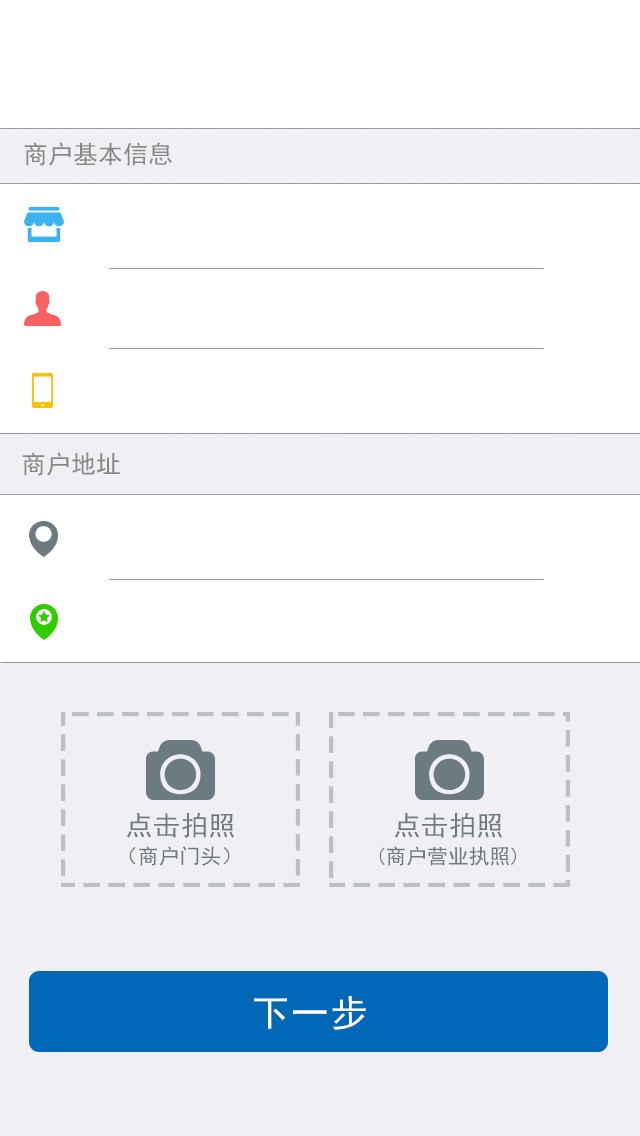 商户基本信息
商户地址
点击拍照
（商户门头）
点击拍照
（商户营业执照）
下一步